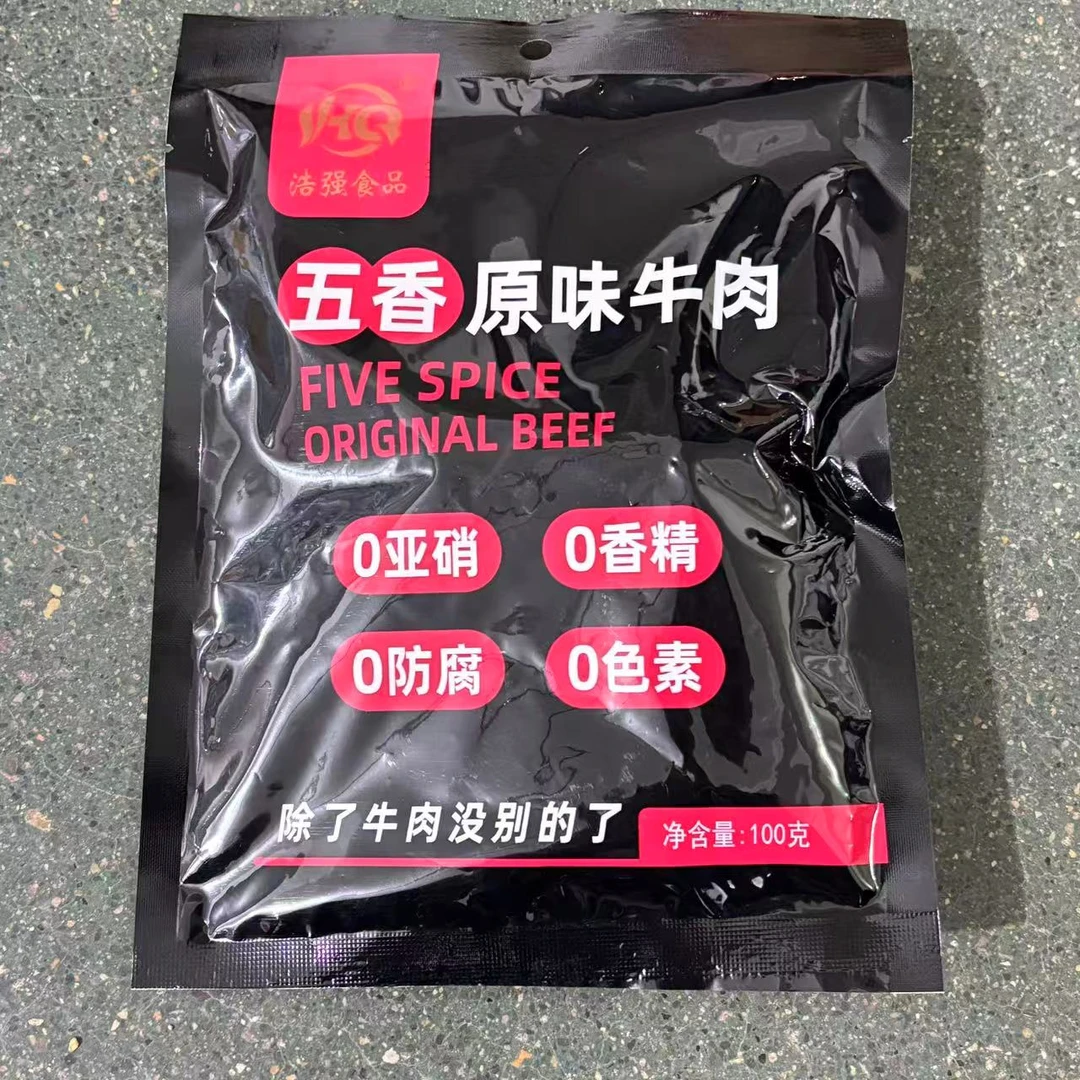 HQ
浩强食品
五香原味牛肉
FIVE SPICE
ORIGINAL BEEF
0亚硝
0香精
0防腐
0色素
除了牛肉没别的了
净含量:100克